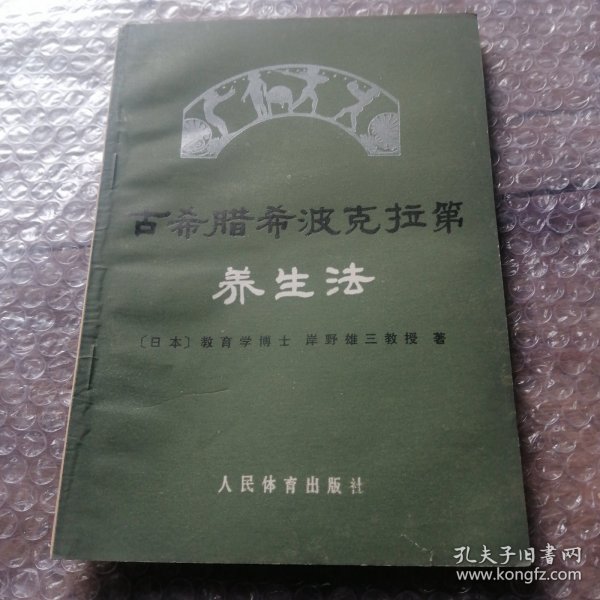 古希腊希波克拉第
养生法
〔日本〕教育学博士 岸野雄三教授 著
人民体育出版社
孔夫子旧书网
www.kongfz.com